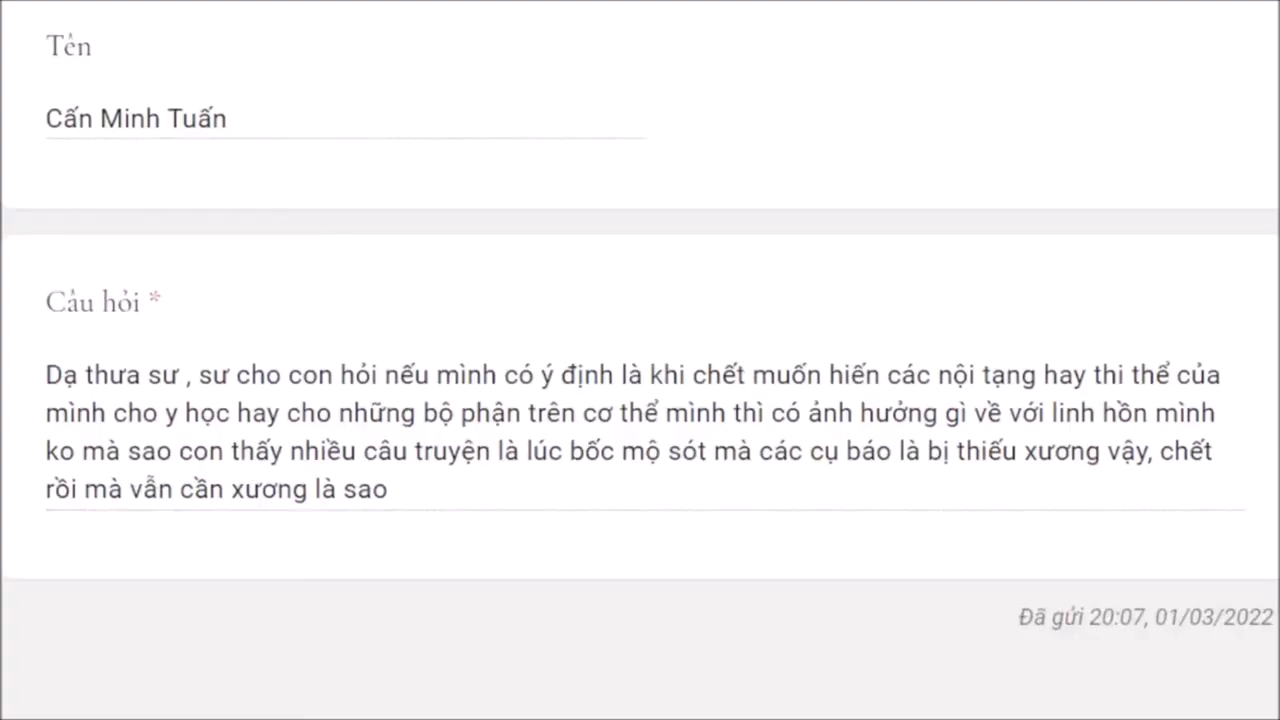 Tên
Cấn Minh Tuấn
Câu hỏi *
Dạ thưa sư , sư cho con hỏi nếu mình có ý định là khi chết muốn hiến các nội tạng hay thi thể của
mình cho y học hay cho những bộ phận trên cơ thể mình thì có ảnh hưởng gì về với linh hồn mình
ko mà sao con thấy nhiều câu truyện là lúc bốc mộ sót mà các cụ báo là bị thiếu xương vậy, chết
rồi mà vẫn cần xương là sao
Đã gửi 20:07, 01/03/2022